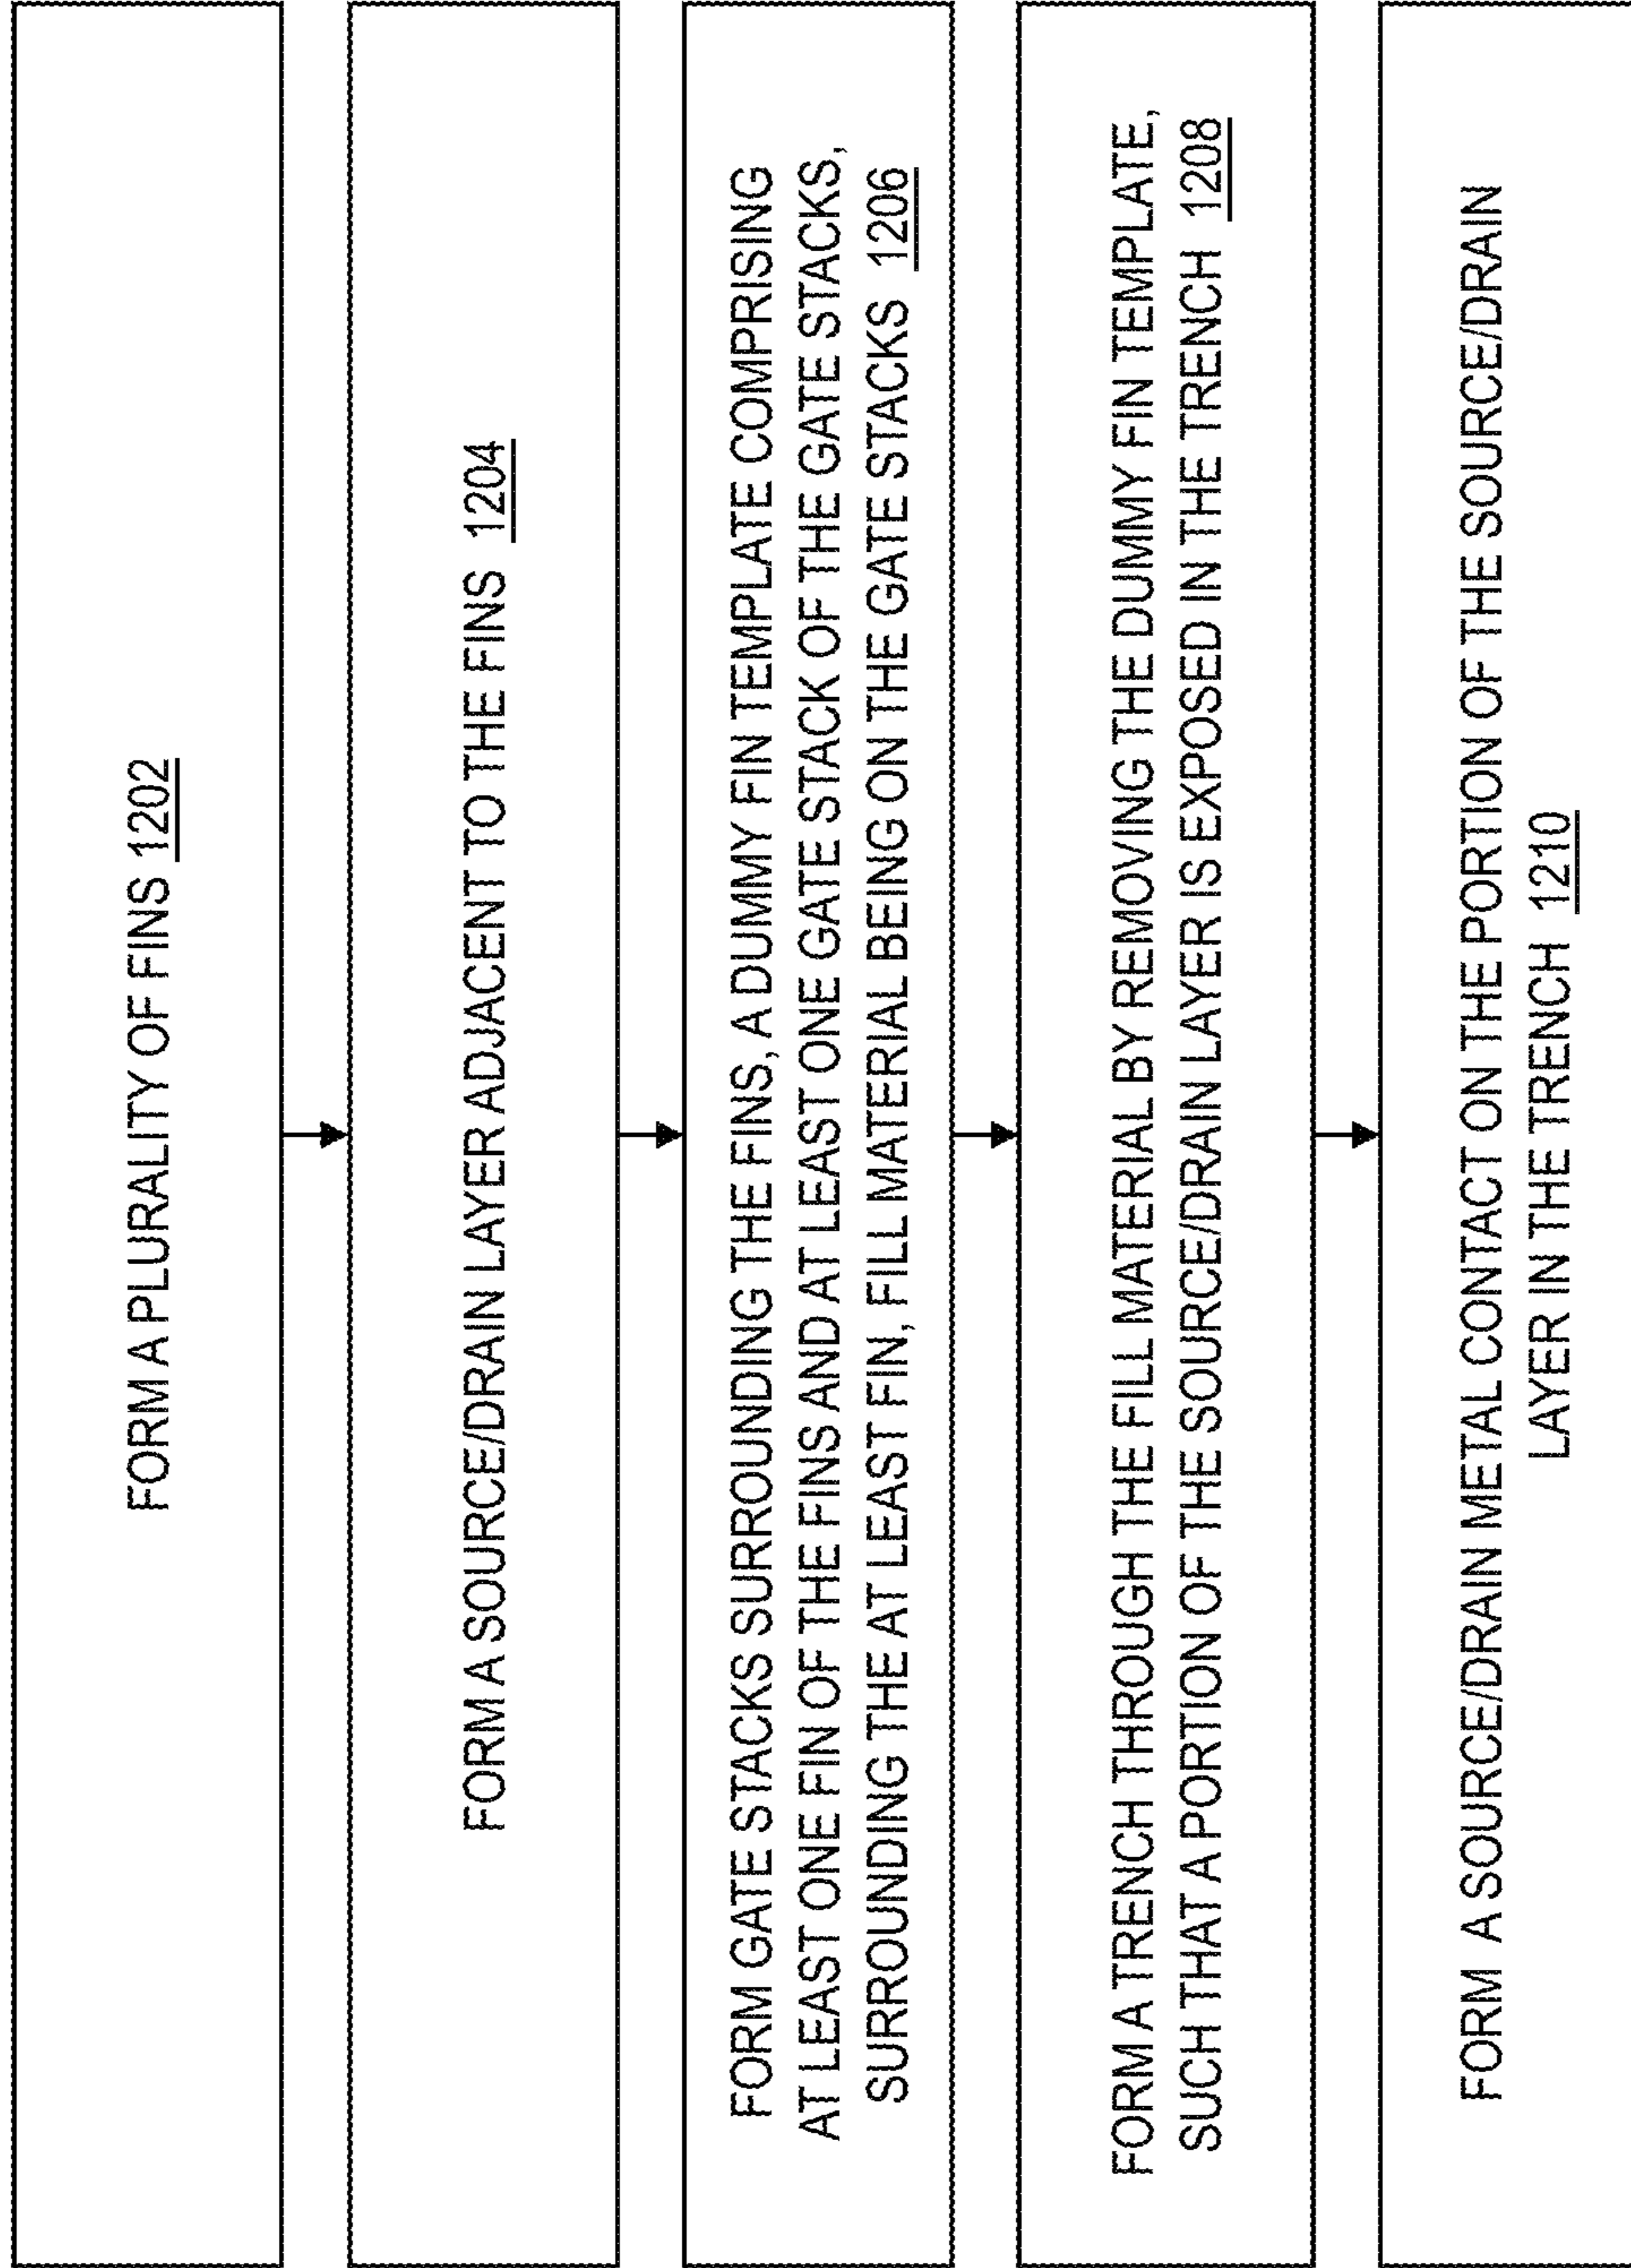 FORM A PLURALITY OF FINS 1202
FORM A SOURCE/DRAIN LAYER ADJACENT TO THE FINS 1204
FORM GATE STACKS SURROUNDING THE FINS, A DUMMY FIN TEMPLATE COMPRISING
AT LEAST ONE FIN OF THE FINS AND AT LEAST ONE GATE STACK OF THE GATE STACKS,
SURROUNDING THE AT LEAST FIN, FILL MATERIAL BEING ON THE GATE STACKS 1206
FORM A TRENCH THROUGH THE FILL MATERIAL BY REMOVING THE DUMMY FIN TEMPLATE,
SUCH THAT A PORTION OF THE SOURCE/DRAIN LAYER IS EXPOSED IN THE TRENCH 1208
FORM A SOURCE/DRAIN METAL CONTACT ON THE PORTION OF THE SOURCE/DRAIN
LAYER IN THE TRENCH 1210